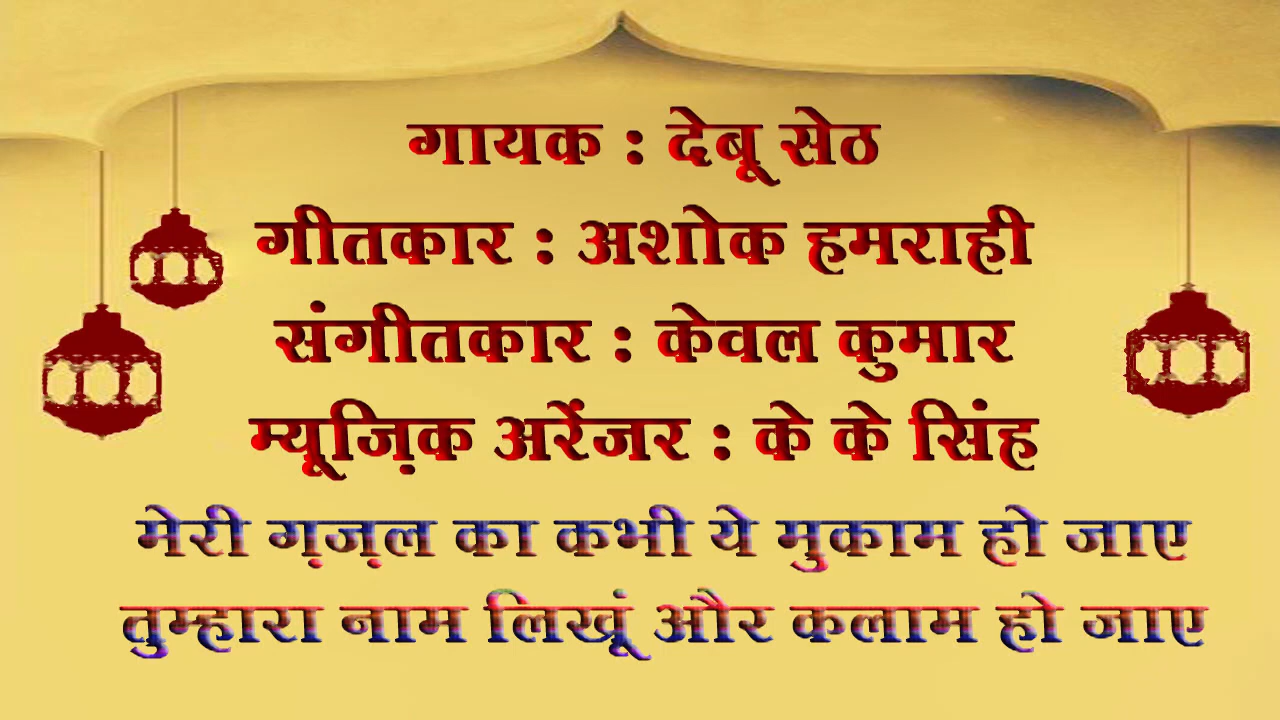 गायक : देबू सेठ
गीतकार : अशोक हमराही
संगीतकार : केवल कुमार
म्यूज़िक अरेंजर : के के सिंह
मेरी ग़ज़ल का कभी ये मुकाम हो जाए
तुम्हारा नाम लिखूं और कलाम हो जाए